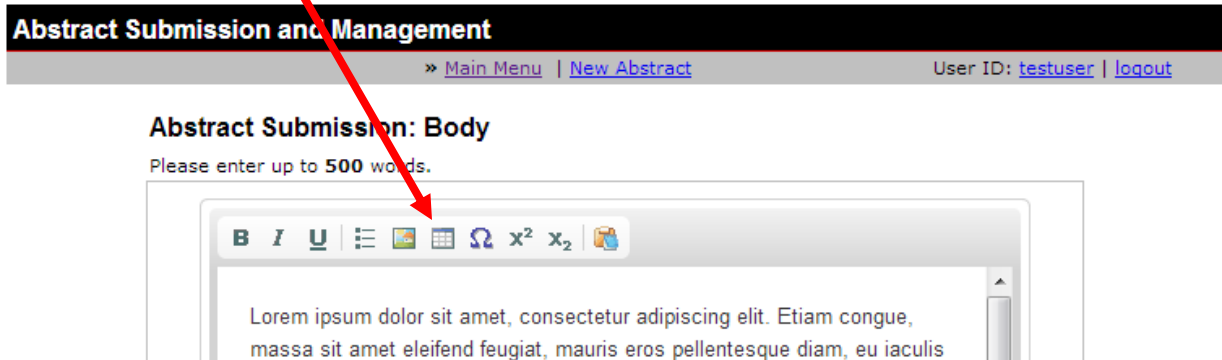 Abstract Submission and Management
» Main Menu | New Abstract User ID: testuser | logout
Abstract Submission: Body
Please enter up to 500 words.
B I U Ω x² x₂
Lorem ipsum dolor sit amet, consectetur adipiscing elit. Etiam congue,
massa sit amet eleifend feugiat, mauris eros pellentesque diam, eu iaculis